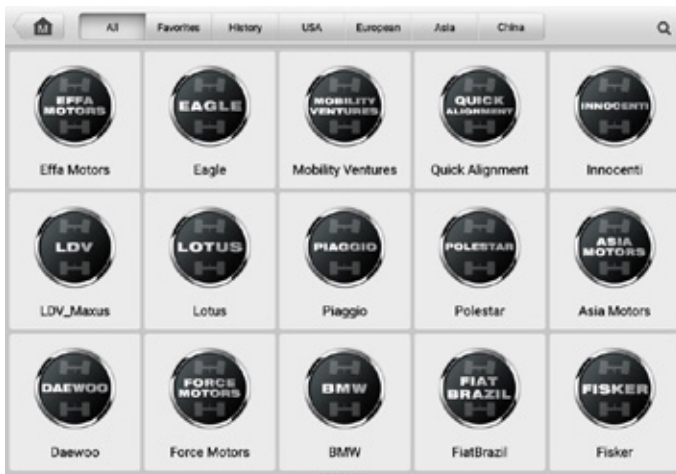 M All Favorites History USA European Asia China
EFFA MOTORS EAGLE MOBILITY VENTURES QUICK ALIGNMENT INNOCENTI
Effa Motors Eagle Mobility Ventures Quick Alignment Innocenti
LDV LOTUS PIAGGIO POLESTAR ASIA MOTORS
LDV_Maxus Lotus Piaggio Polestar Asia Motors
DAEWOO FORCE MOTORS BMW FIAT BRAZIL FISKER
Daewoo Force Motors BMW FiatBrazil Fisker